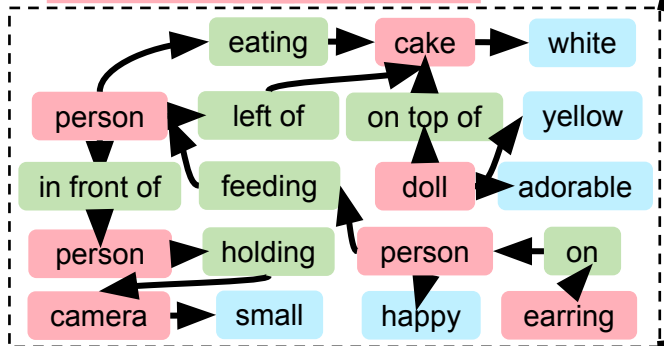 eating cake white
person left of on top of yellow
in front of feeding doll adorable
person holding person on
camera small happy earring